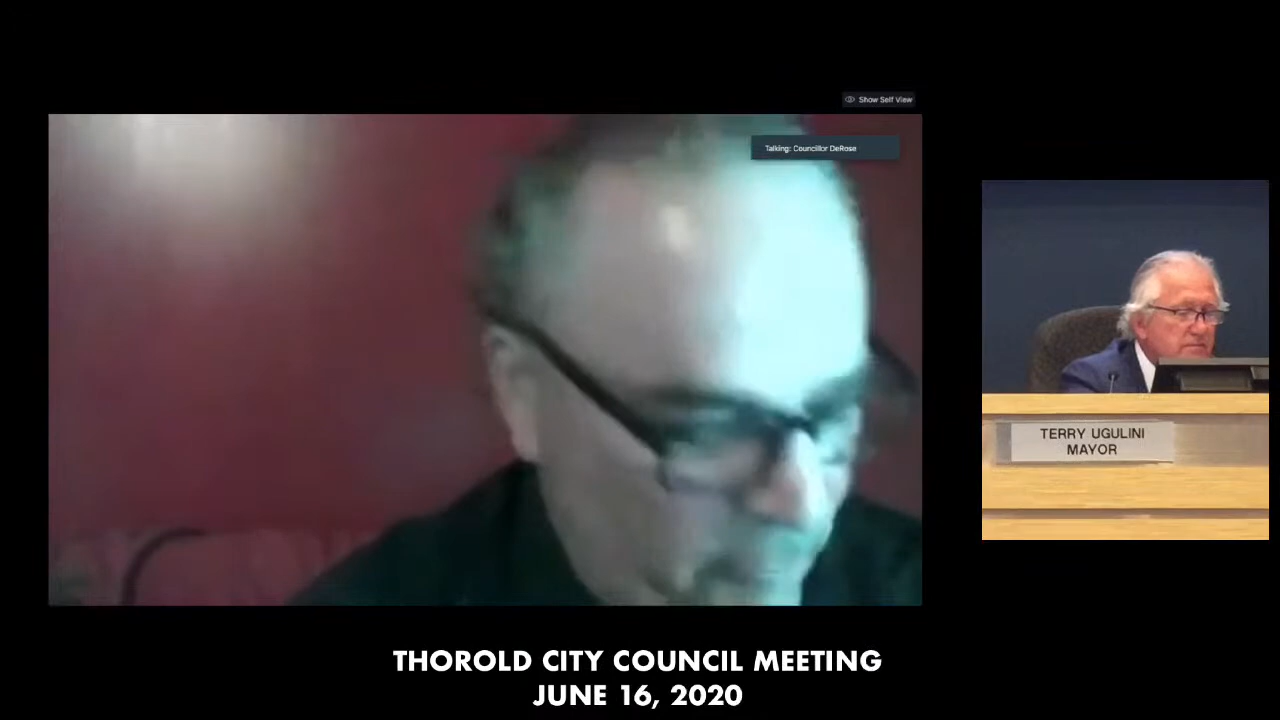 Show Self View
Talking: Councillor DeRose
TERRY UGULINI
MAYOR
THOROLD CITY COUNCIL MEETING
JUNE 16, 2020